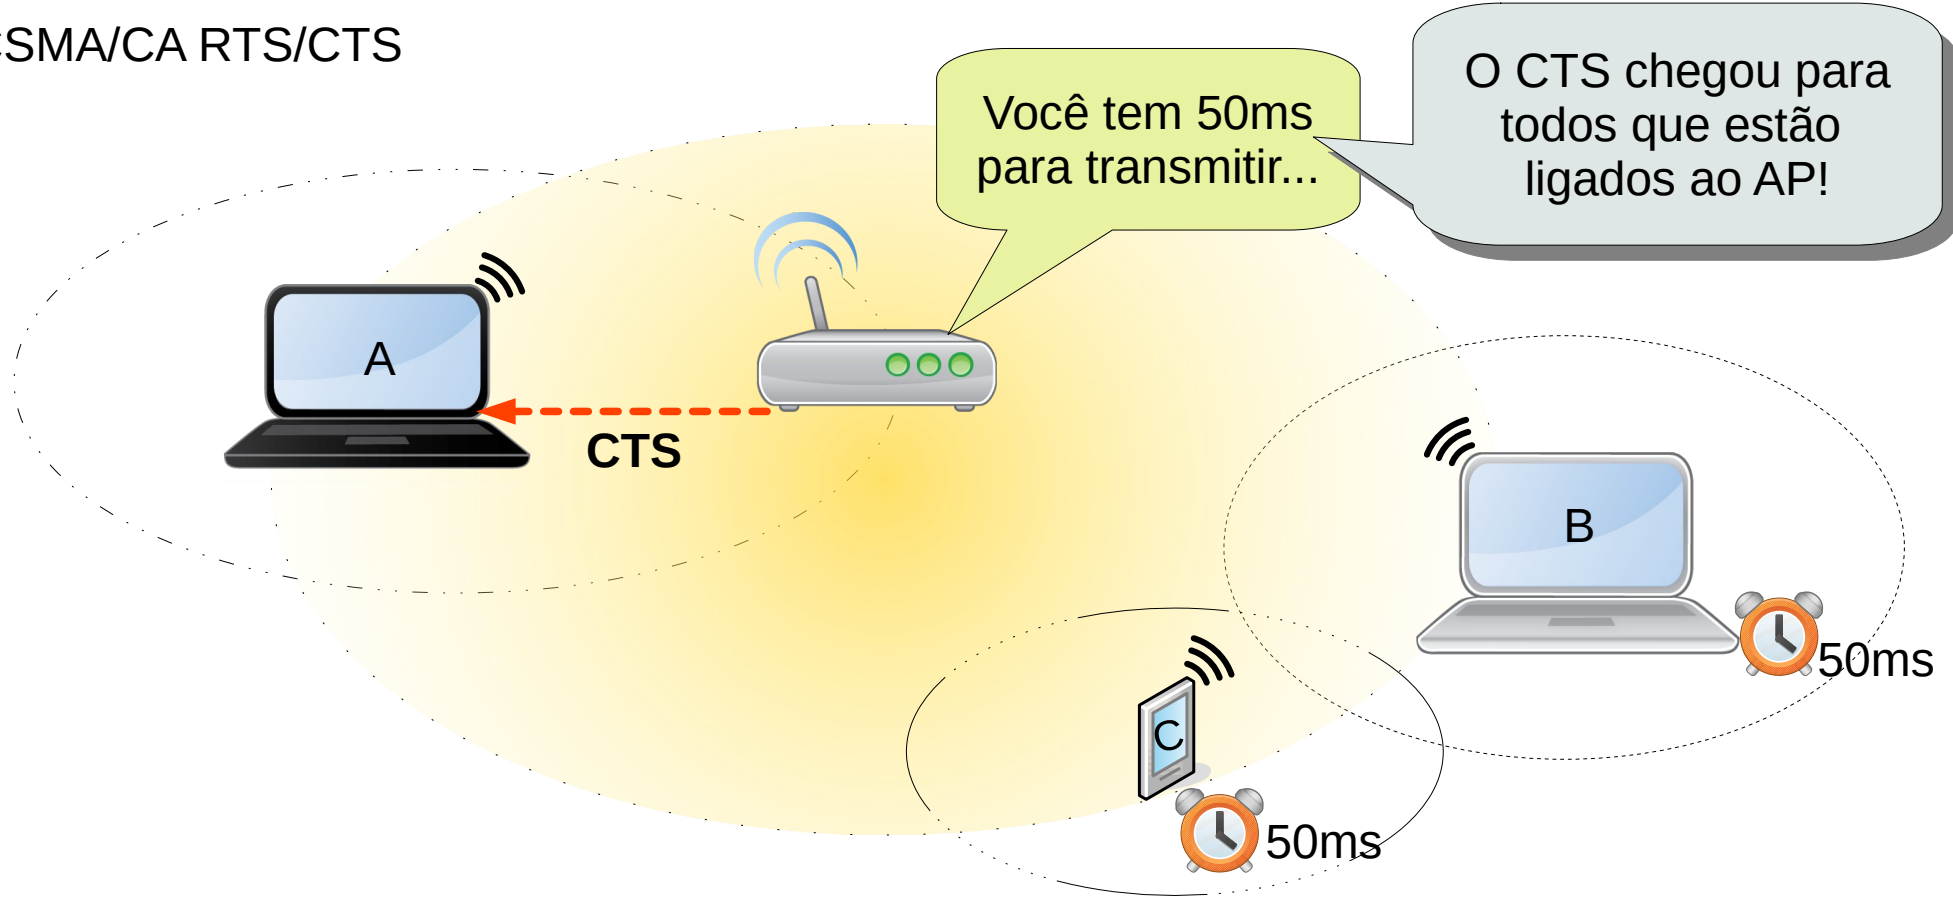 CSMA/CA RTS/CTS
Você tem 50ms
para transmitir...
O CTS chegou para
todos que estão
ligados ao AP!
A
CTS
B
50ms
C
50ms